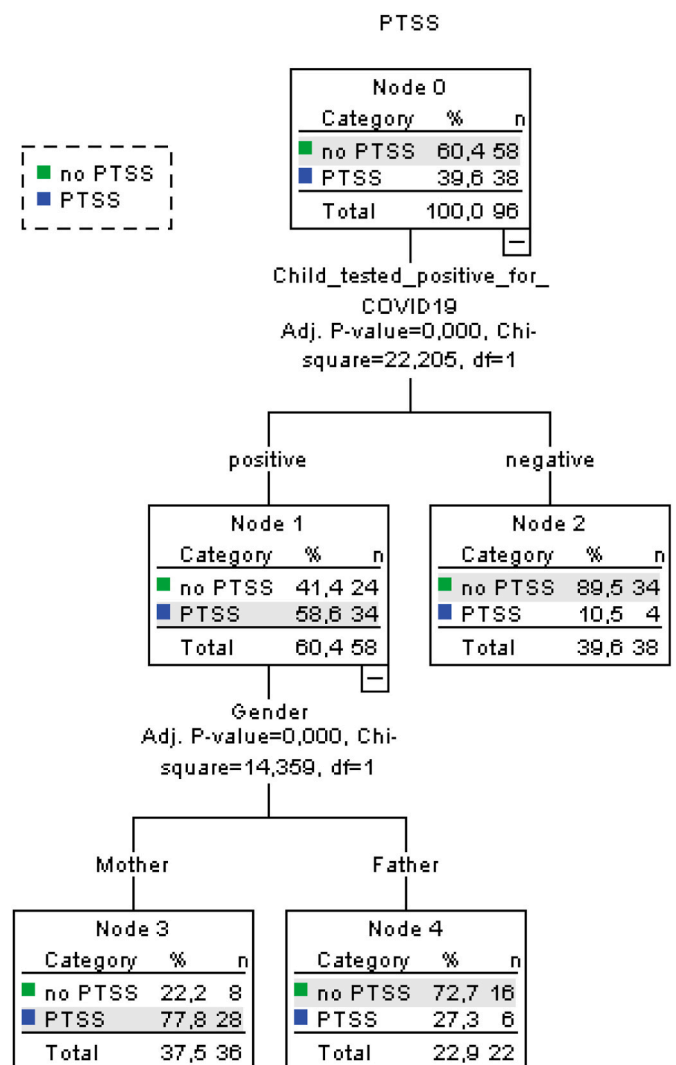 PTSS
Node 0
Category % n
no PTSS 60,4 58
PTSS 39,6 38
Total 100,0 96
no PTSS
PTSS
Child_tested_positive_for_
COVID19
Adj. P-value=0,000, Chi-
square=22,205, df=1
positive
negative
Node 1
Category % n
no PTSS 41,4 24
PTSS 58,6 34
Total 60,4 58
Node 2
Category % n
no PTSS 89,5 34
PTSS 10,5 4
Total 39,6 38
Gender
Adj. P-value=0,000, Chi-
square=14,359, df=1
Mother
Father
Node 3
Category % n
no PTSS 22,2 8
PTSS 77,8 28
Total 37,5 36
Node 4
Category % n
no PTSS 72,7 16
PTSS 27,3 6
Total 22,9 22